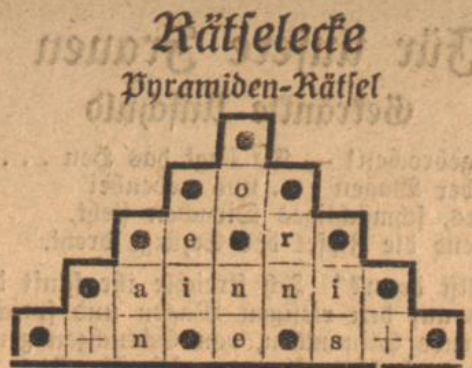 Rätselecke
Pyramiden-Rätsel
o
e r
a i n n i
n e s